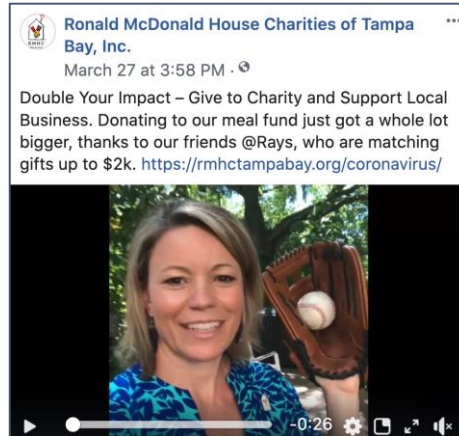 RMHC
Ronald McDonald House Charities of Tampa
Bay, Inc.
March 27 at 3:58 PM ·
Double Your Impact – Give to Charity and Support Local
Business. Donating to our meal fund just got a whole lot
bigger, thanks to our friends @Rays, who are matching
gifts up to $2k. https://rmhctampabay.org/coronavirus/
-0:26